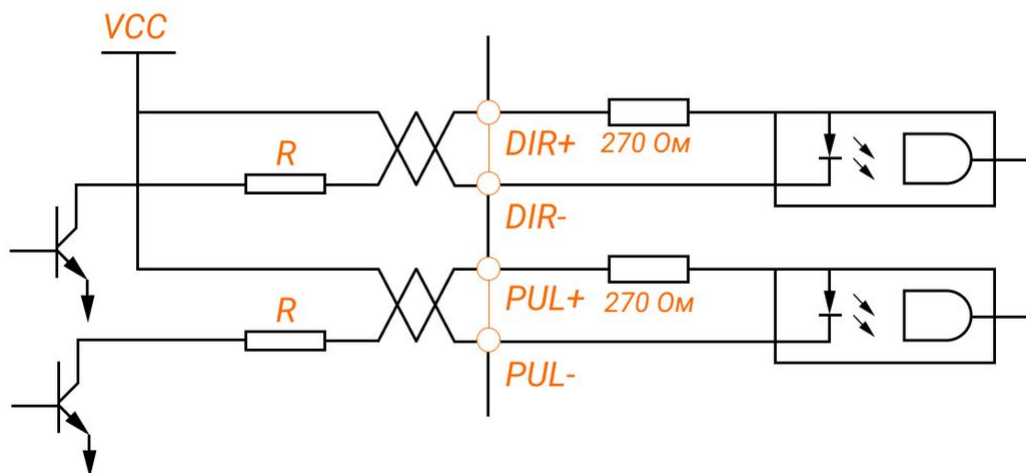 VCC
DIR+
270 Ом
R
DIR-
PUL+
270 Ом
R
PUL-